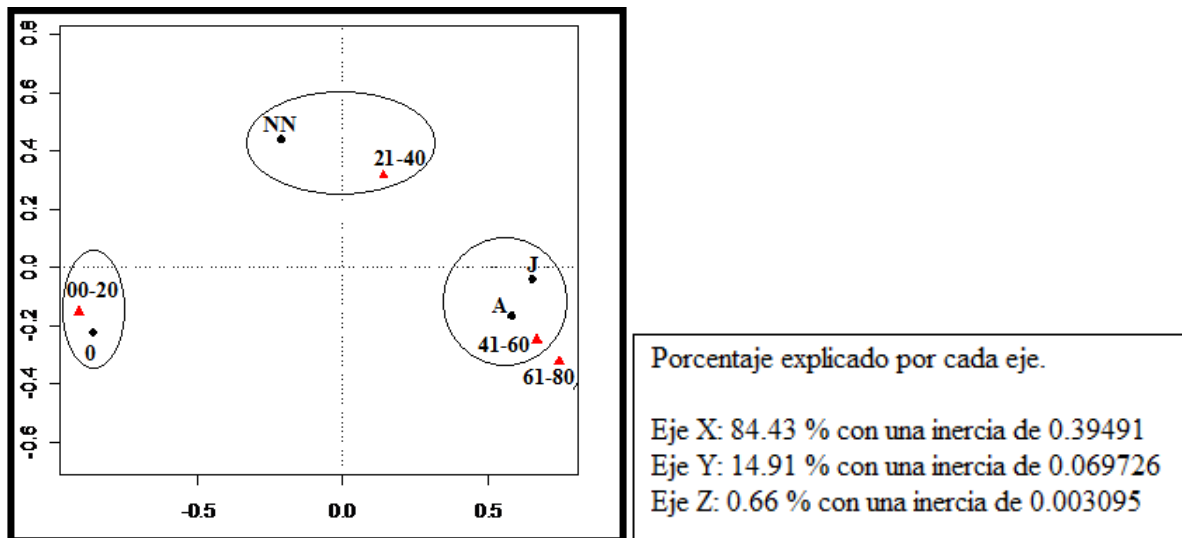 0.8
0.6
0.4
0.2
0.0
-0.2
-0.4
-0.6
NN
21-40
00-20
0
J
A
41-60
61-80
-0.5
0.0
0.5
Porcentaje explicado por cada eje.
Eje X: 84.43 % con una inercia de 0.39491
Eje Y: 14.91 % con una inercia de 0.069726
Eje Z: 0.66 % con una inercia de 0.003095